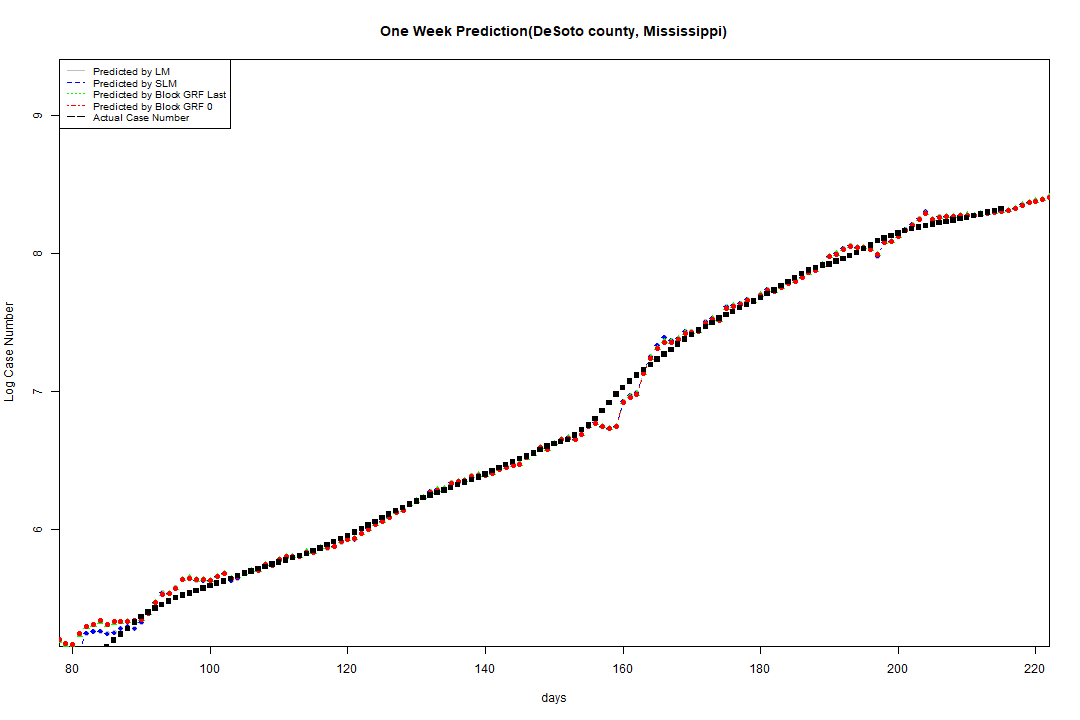 One Week Prediction(DeSoto county, Mississippi)
Predicted by LM
Predicted by SLM
Predicted by Block GRF Last
Predicted by Block GRF 0
Actual Case Number
9
8
7
6
Log Case Number
80 100 120 140 160 180 200 220
days